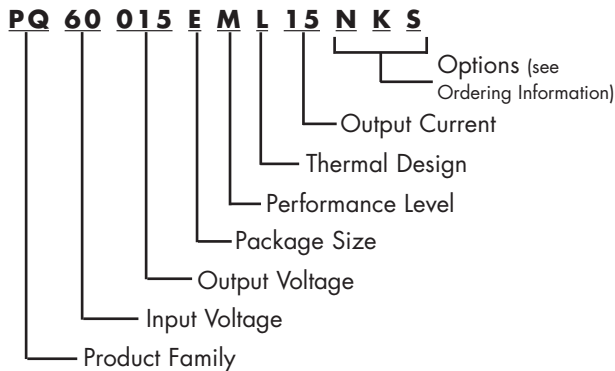 PQ 60 015 E M L 15 N K S
Options (see
Ordering Information)
Output Current
Thermal Design
Performance Level
Package Size
Output Voltage
Input Voltage
Product Family